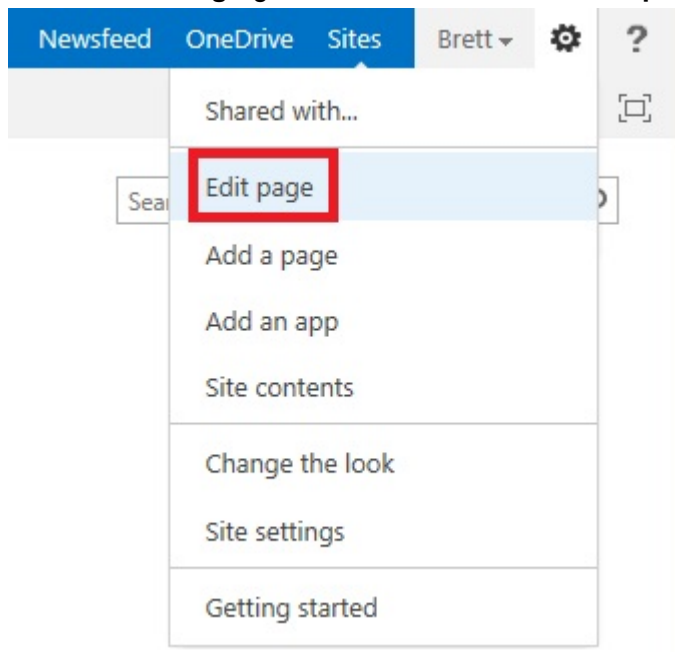 Newsfeed OneDrive Sites Brett ?
Shared with...
Edit page
Add a page
Add an app
Site contents
Change the look
Site settings
Getting started